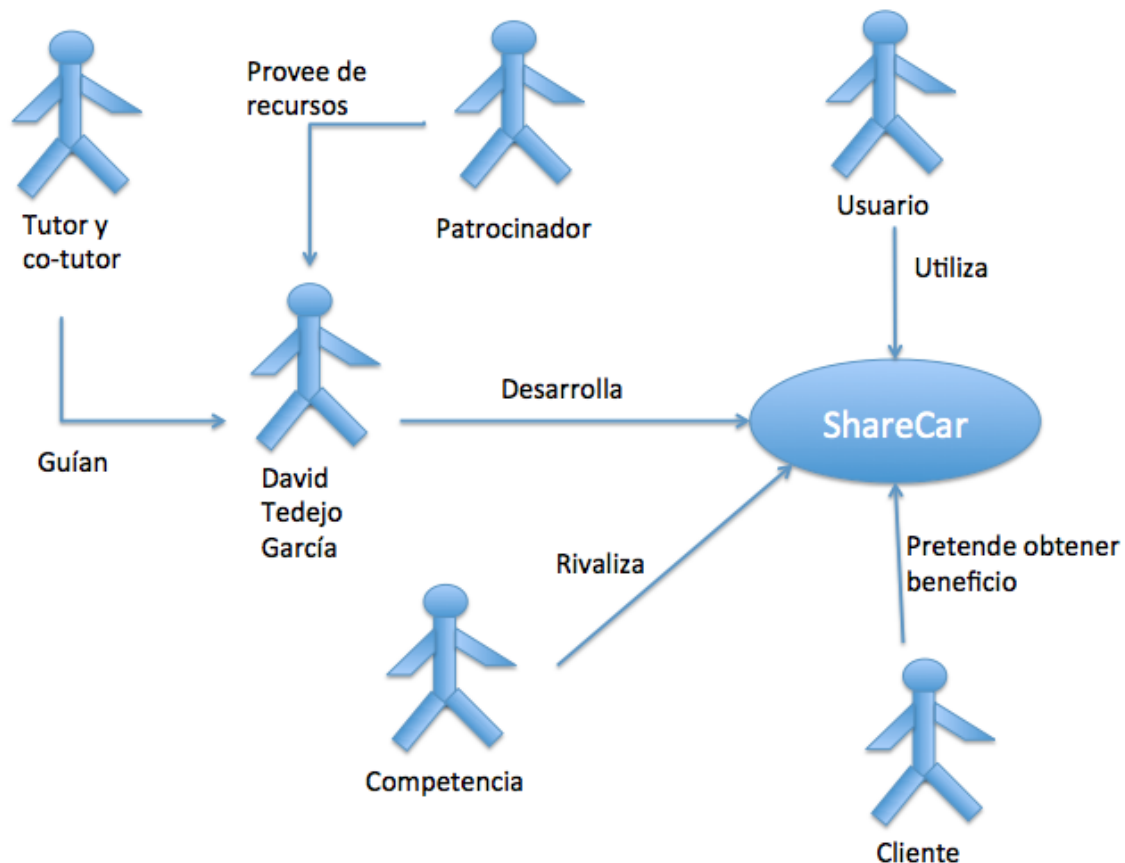 Provee de
recursos
Tutor y
co-tutor
Patrocinador
Usuario
Utiliza
Guían
David
Tedejo
García
Desarrolla
ShareCar
Rivaliza
Pretende obtener
beneficio
Competencia
Cliente